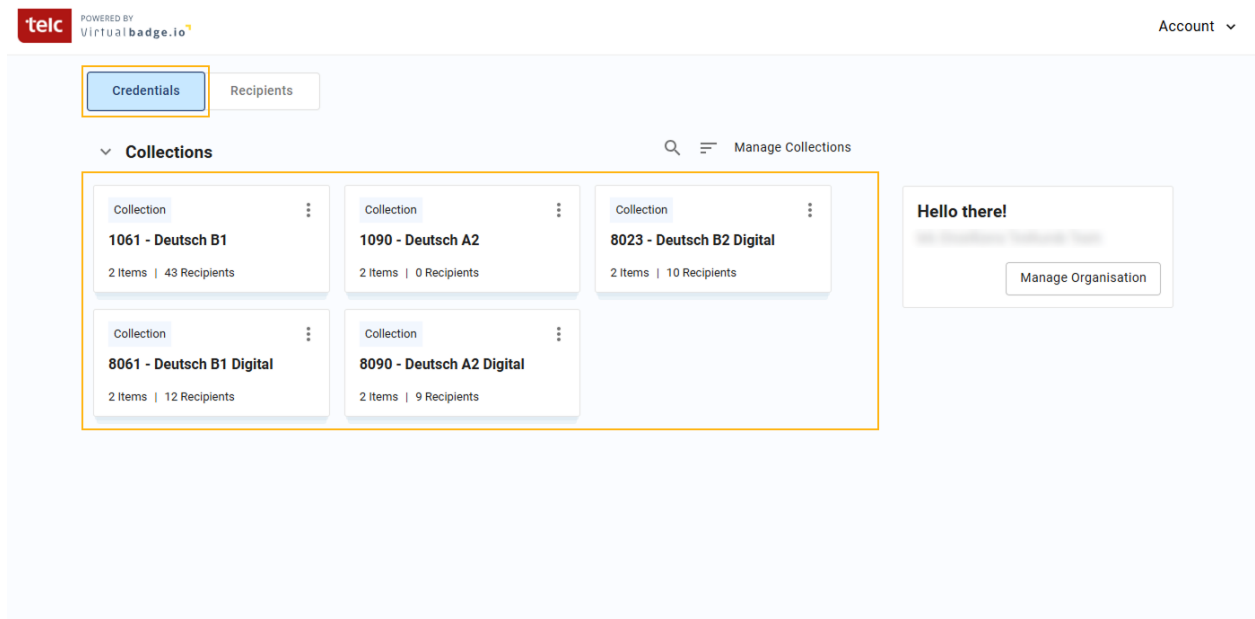 telc POWERED BY
Virtualbadge.io
Account
Credentials Recipients
Collections Manage Collections
Collection
1061 - Deutsch B1
2 Items | 43 Recipients
Collection
1090 - Deutsch A2
2 Items | 0 Recipients
Collection
8023 - Deutsch B2 Digital
2 Items | 10 Recipients
Collection
8061 - Deutsch B1 Digital
2 Items | 12 Recipients
Collection
8090 - Deutsch A2 Digital
2 Items | 9 Recipients
Hello there!
Manage Organisation